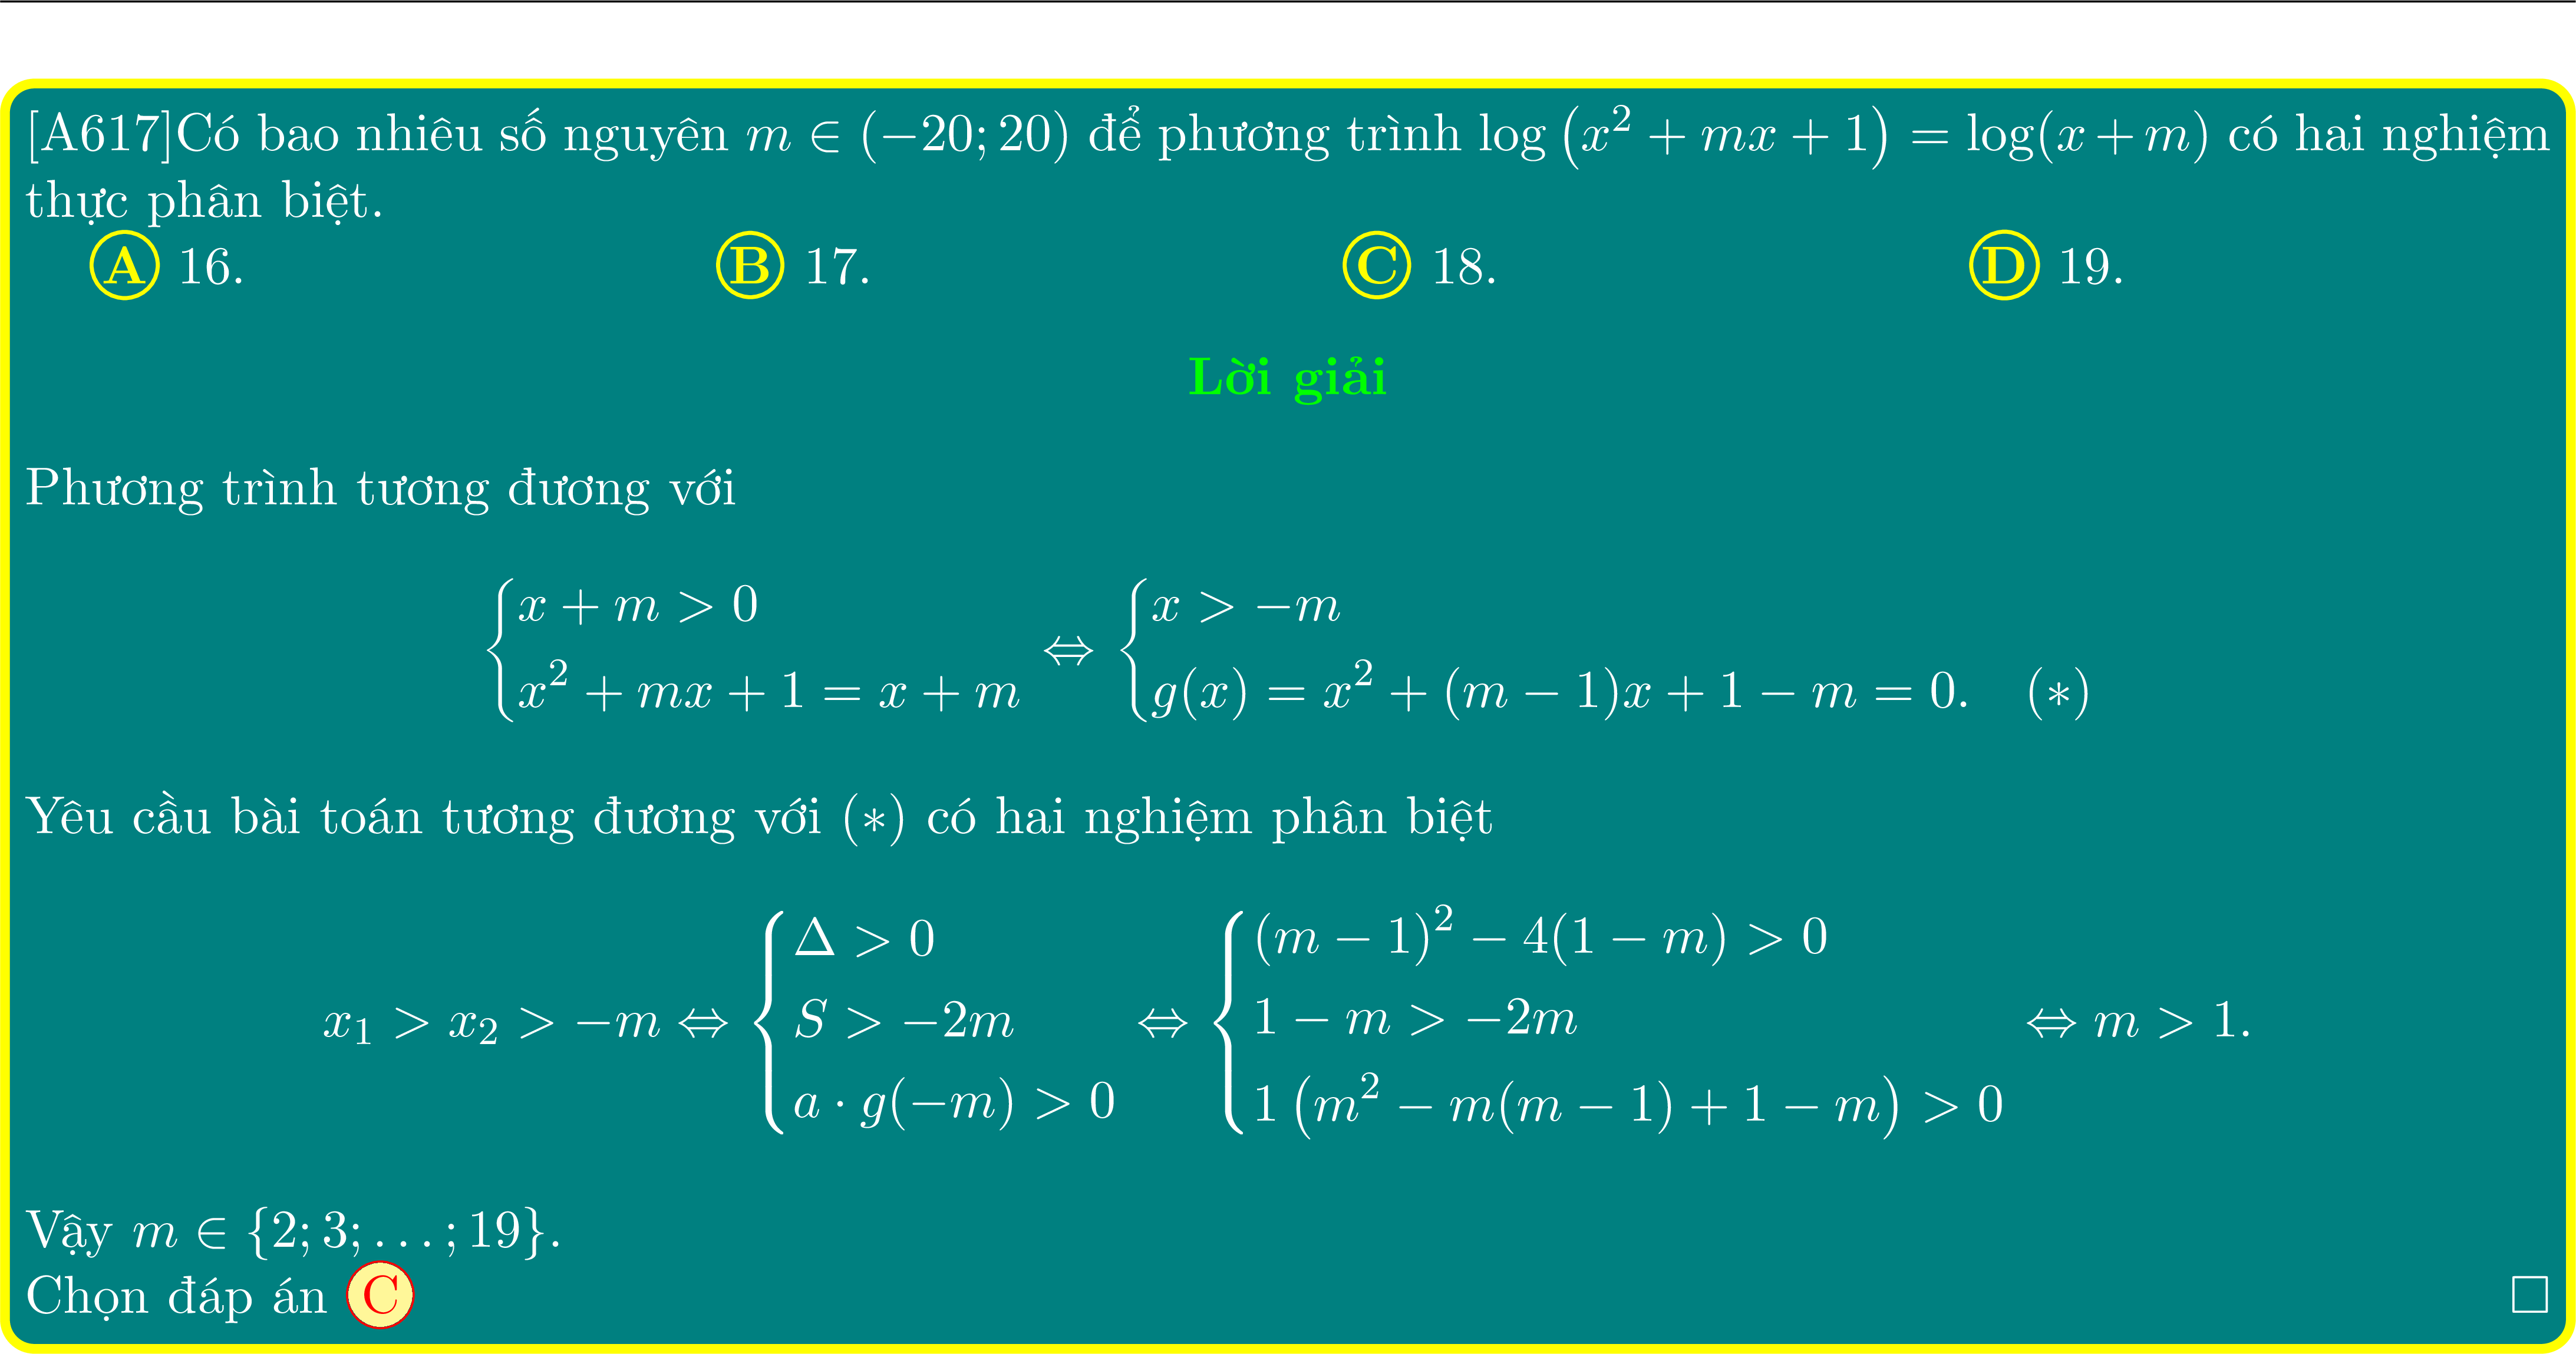 [A617]Có bao nhiêu số nguyên $m \in (-20; 20)$ để phương trình $\log\left(x^2 + mx + 1\right) = \log(x + m)$ có hai nghiệm
thực phân biệt.
A 16. B 17. C 18. D 19.
Lời giải
Phương trình tương đương với
$\begin{cases} x + m > 0 \\ x^2 + mx + 1 = x + m \end{cases} \Leftrightarrow \begin{cases} x > -m \\ g(x) = x^2 + (m - 1)x + 1 - m = 0. \quad (*) \end{cases}$
Yêu cầu bài toán tương đương với $(*)$ có hai nghiệm phân biệt
$x_1 > x_2 > -m \Leftrightarrow \begin{cases} \Delta > 0 \\ S > -2m \\ a \cdot g(-m) > 0 \end{cases} \Leftrightarrow \begin{cases} (m - 1)^2 - 4(1 - m) > 0 \\ 1 - m > -2m \\ 1\left(m^2 - m(m - 1) + 1 - m\right) > 0 \end{cases} \Leftrightarrow m > 1.$
Vậy $m \in \{2; 3; \ldots; 19\}$.
Chọn đáp án C □